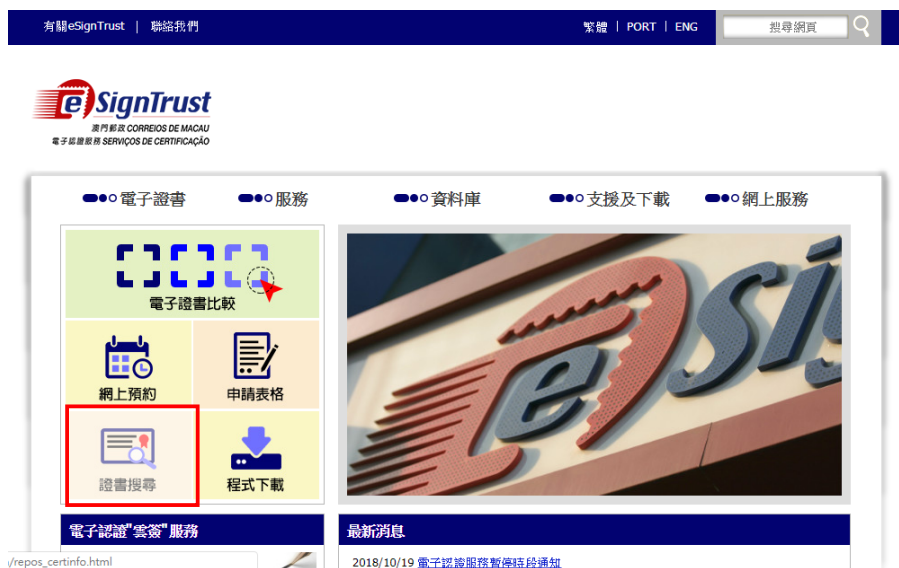 有關eSignTrust | 聯絡我們
繁體 | PORT | ENG
搜尋網頁
eSignTrust
澳門郵政 CORREIOS DE MACAU
電子認證服務 SERVIÇOS DE CERTIFICAÇÃO
電子證書
服務
資料庫
支援及下載
網上服務
電子證書比較
網上預約
申請表格
證書搜尋
程式下載
eSi
電子認證"雲簽"服務
最新消息
2018/10/19 電子認證服務暫停時段通知
/repos_certinfo.html